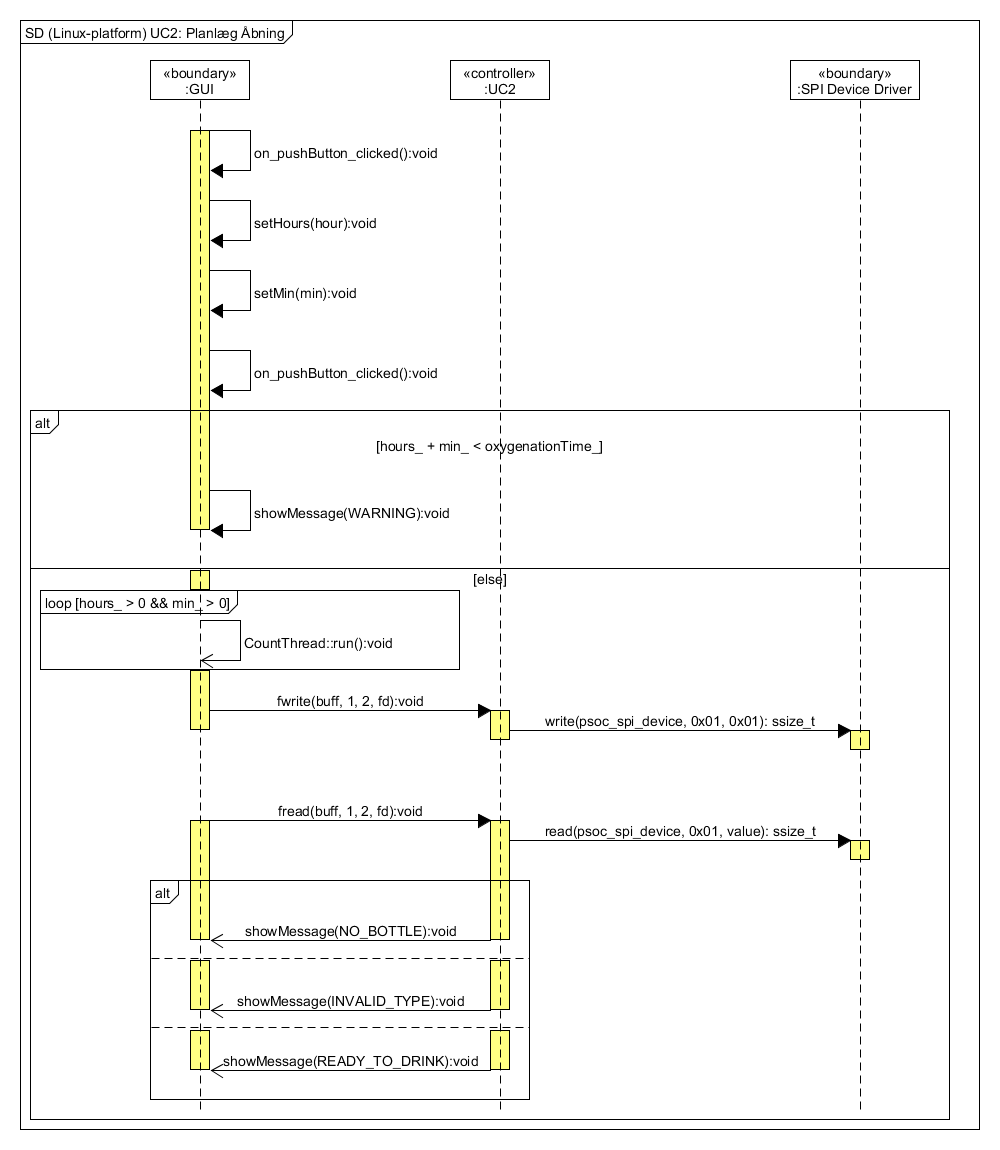 SD (Linux-platform) UC2: Planlæg Åbning
«boundary»
:GUI
«controller»
:UC2
«boundary»
:SPI Device Driver
on_pushButton_clicked():void
setHours(hour):void
setMin(min):void
on_pushButton_clicked():void
alt
[hours_ + min_ < oxygenationTime_]
showMessage(WARNING):void
[else]
loop [hours_ > 0 && min_ > 0]
CountThread::run():void
fwrite(buff, 1, 2, fd):void
write(psoc_spi_device, 0x01, 0x01): ssize_t
fread(buff, 1, 2, fd):void
read(psoc_spi_device, 0x01, value): ssize_t
alt
showMessage(NO_BOTTLE):void
showMessage(INVALID_TYPE):void
showMessage(READY_TO_DRINK):void